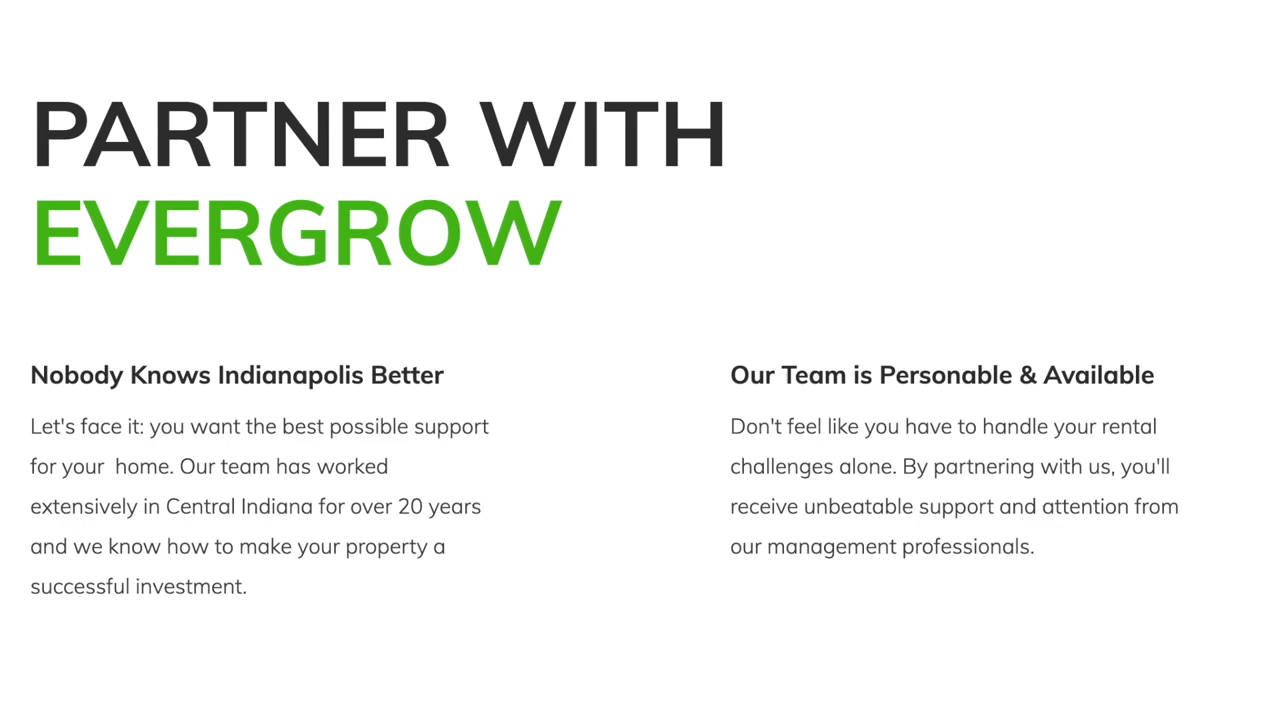 PARTNER WITH
EVERGROW
Nobody Knows Indianapolis Better
Let's face it: you want the best possible support
for your  home. Our team has worked
extensively in Central Indiana for over 20 years
and we know how to make your property a
successful investment.
Our Team is Personable & Available
Don't feel like you have to handle your rental
challenges alone. By partnering with us, you'll
receive unbeatable support and attention from
our management professionals.